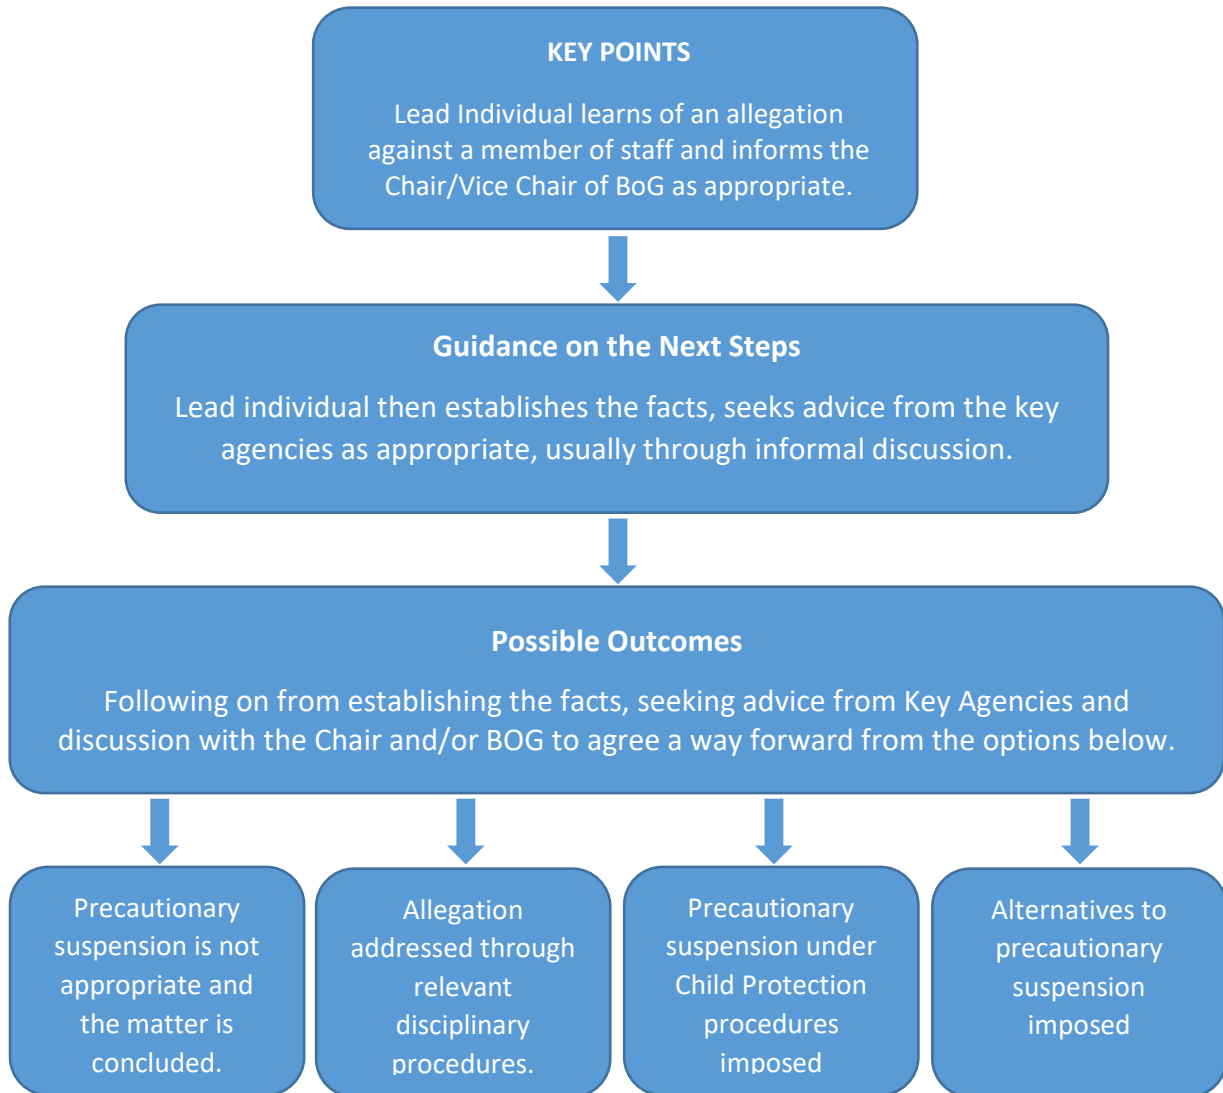 KEY POINTS
Lead Individual learns of an allegation
against a member of staff and informs the
Chair/Vice Chair of BoG as appropriate.
Guidance on the Next Steps
Lead individual then establishes the facts, seeks advice from the key
agencies as appropriate, usually through informal discussion.
Possible Outcomes
Following on from establishing the facts, seeking advice from Key Agencies and
discussion with the Chair and/or BOG to agree a way forward from the options below.
Precautionary
suspension is not
appropriate and
the matter is
concluded.
Allegation
addressed through
relevant
disciplinary
procedures.
Precautionary
suspension under
Child Protection
procedures
imposed
Alternatives to
precautionary
suspension
imposed